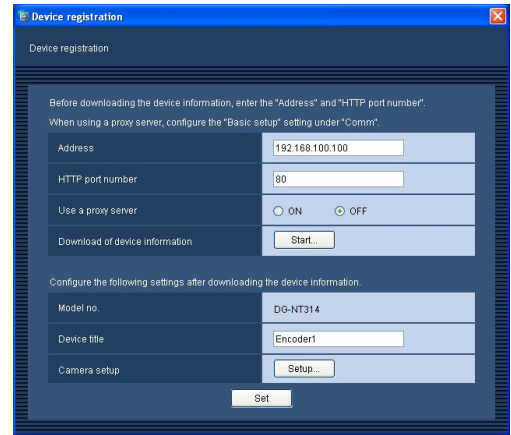 Device registration
Device registration
Before downloading the device information, enter the "Address" and "HTTP port number".
When using a proxy server, configure the "Basic setup" setting under "Comm".
Address 192.168.100.100
HTTP port number 80
Use a proxy server ON OFF
Download of device information Start...
Configure the following settings after downloading the device information.
Model no. DG-NT314
Device title Encoder1
Camera setup Setup...
Set